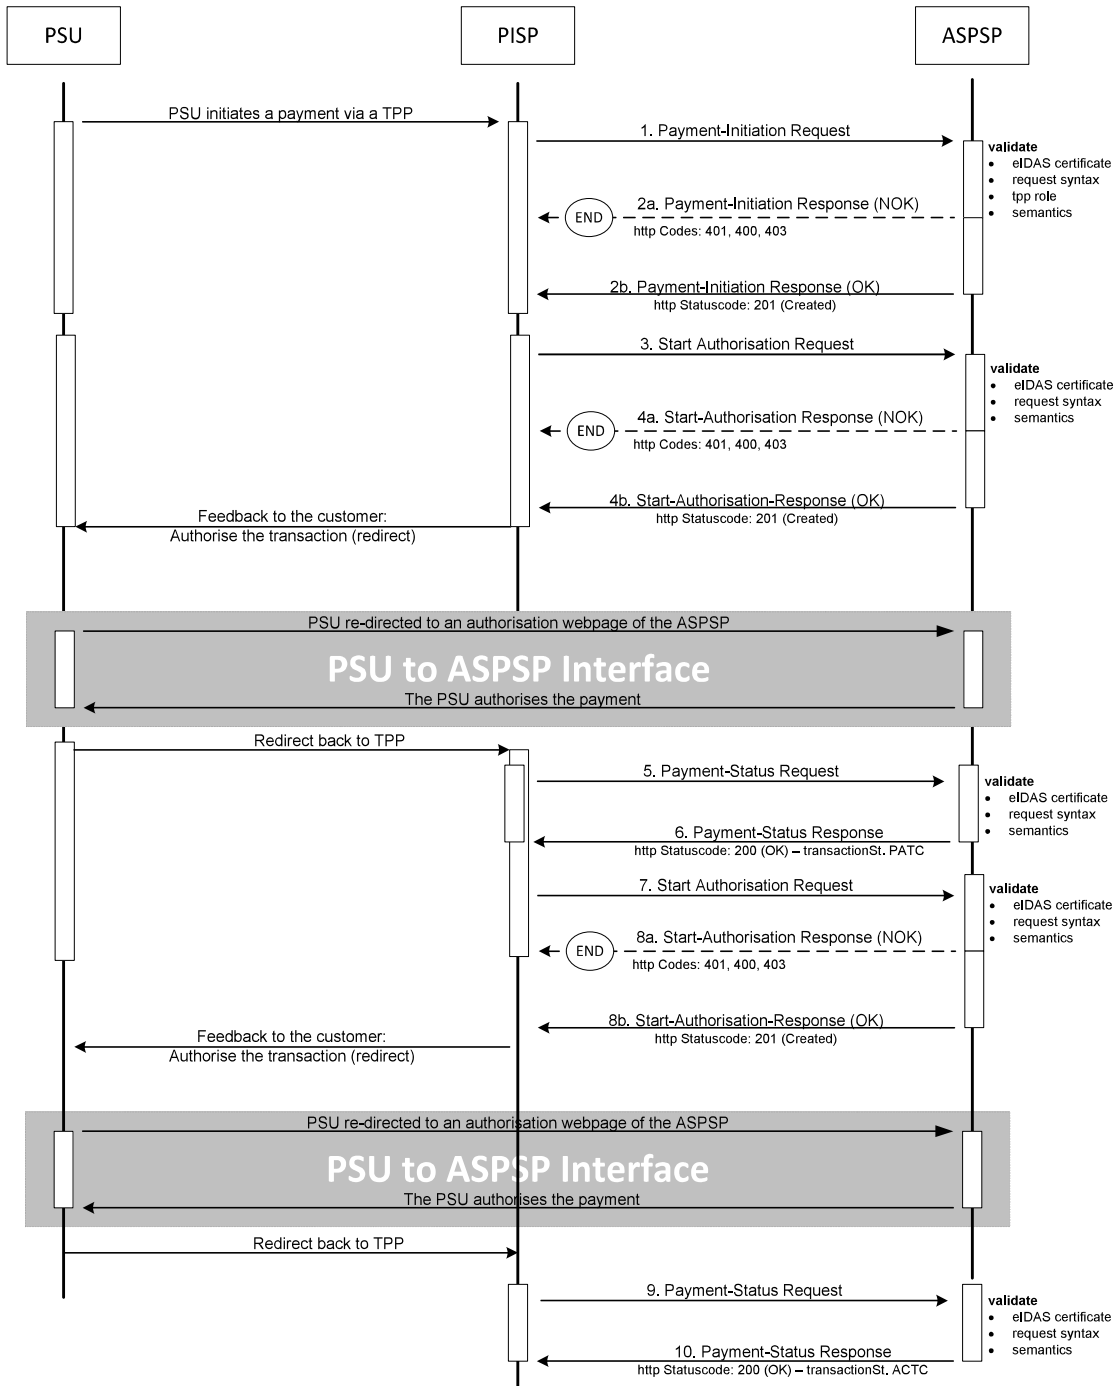 PSU
PISP
ASPSP
PSU initiates a payment via a TPP
1. Payment-Initiation Request
validate
• eIDAS certificate
• request syntax
• tpp role
• semantics
END
2a. Payment-Initiation Response (NOK)
http Codes: 401, 400, 403
2b. Payment-Initiation Response (OK)
http Statuscode: 201 (Created)
3. Start Authorisation Request
validate
• eIDAS certificate
• request syntax
• semantics
END
4a. Start-Authorisation Response (NOK)
http Codes: 401, 400, 403
4b. Start-Authorisation-Response (OK)
http Statuscode: 201 (Created)
Feedback to the customer:
Authorise the transaction (redirect)
PSU re-directed to an authorisation webpage of the ASPSP
PSU to ASPSP Interface
The PSU authorises the payment
Redirect back to TPP
5. Payment-Status Request
validate
• eIDAS certificate
• request syntax
• semantics
6. Payment-Status Response
http Statuscode: 200 (OK) – transactionSt. PATC
7. Start Authorisation Request
validate
• eIDAS certificate
• request syntax
• semantics
END
8a. Start-Authorisation Response (NOK)
http Codes: 401, 400, 403
8b. Start-Authorisation-Response (OK)
http Statuscode: 201 (Created)
Feedback to the customer:
Authorise the transaction (redirect)
PSU re-directed to an authorisation webpage of the ASPSP
PSU to ASPSP Interface
The PSU authorises the payment
Redirect back to TPP
9. Payment-Status Request
validate
• eIDAS certificate
• request syntax
• semantics
10. Payment-Status Response
http Statuscode: 200 (OK) – transactionSt. ACTC